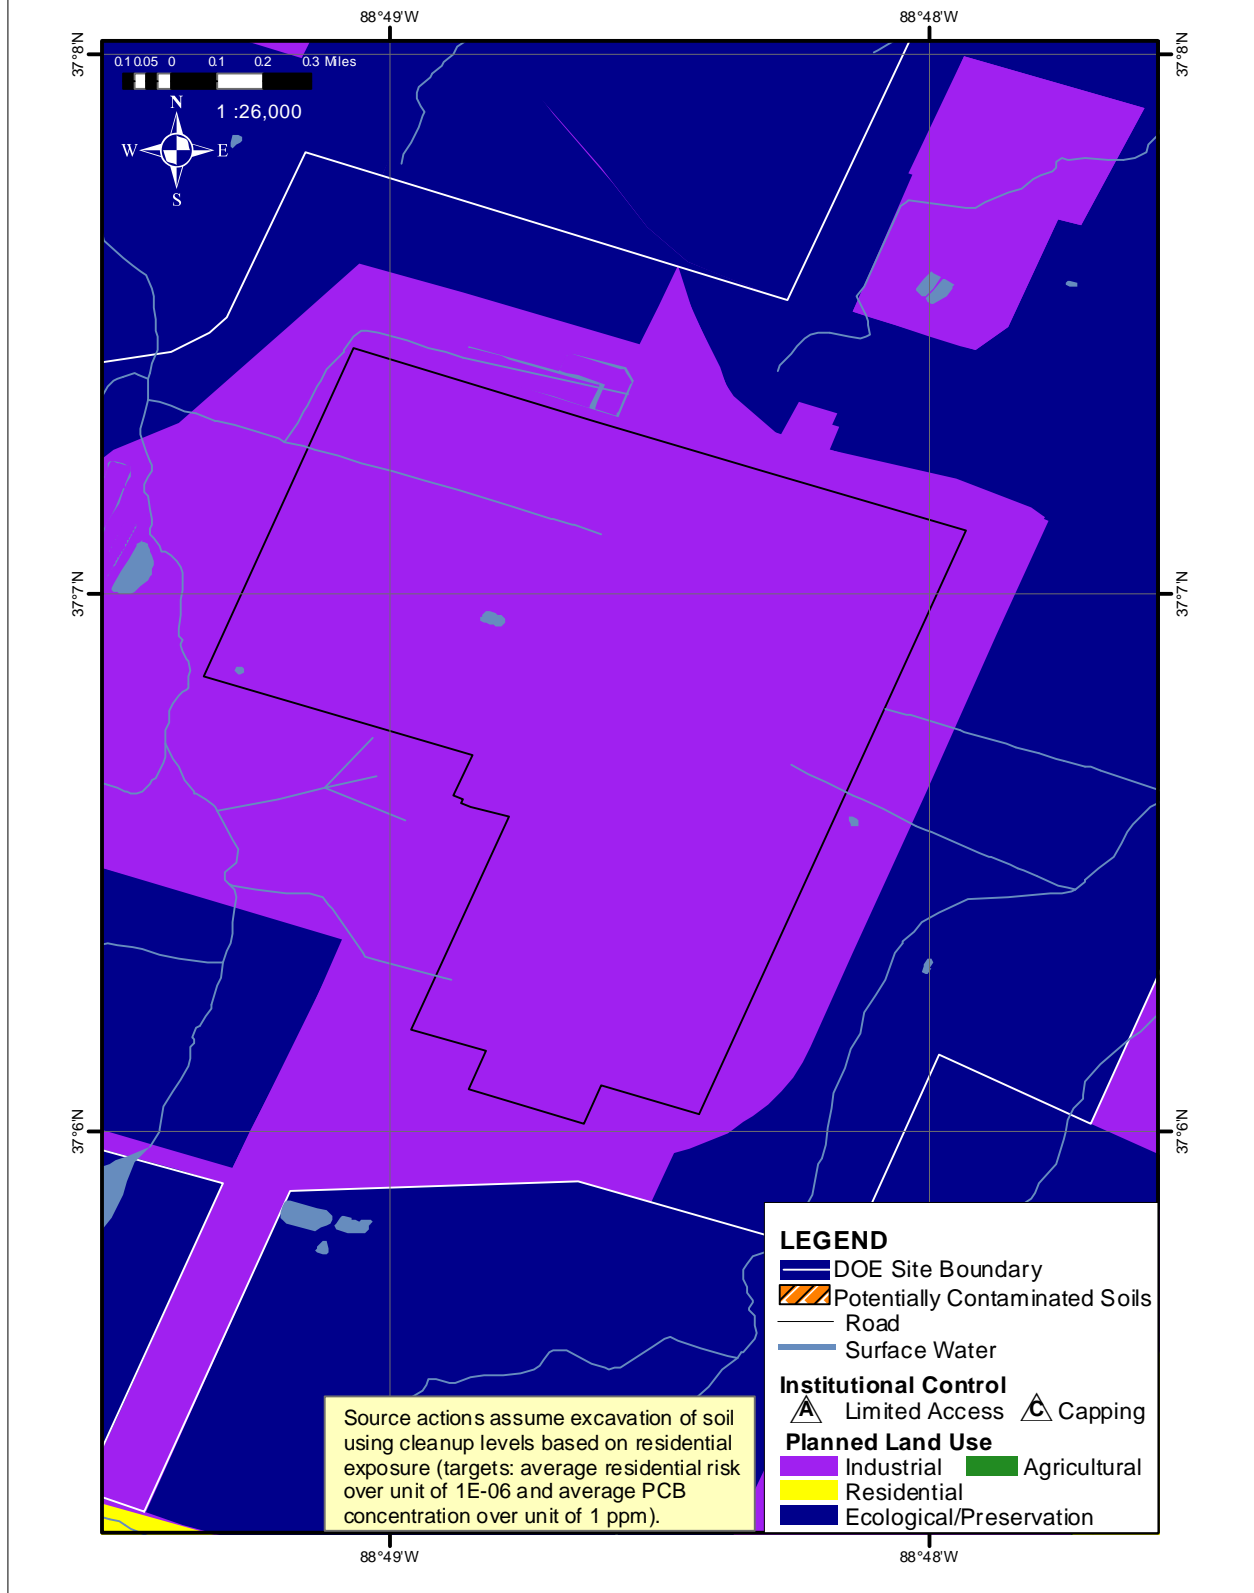 88°49'W 88°48'W
37°8'N 37°8'N
0.1 0.05 0 0.1 0.2 0.3 Miles
1 :26,000
N
W E
S
37°7'N 37°7'N
37°6'N 37°6'N
LEGEND
DOE Site Boundary
Potentially Contaminated Soils
Road
Surface Water
Institutional Control
A Limited Access C Capping
Planned Land Use
Industrial Agricultural
Residential
Ecological/Preservation
Source actions assume excavation of soil
using cleanup levels based on residential
exposure (targets: average residential risk
over unit of 1E-06 and average PCB
concentration over unit of 1 ppm).
88°49'W 88°48'W